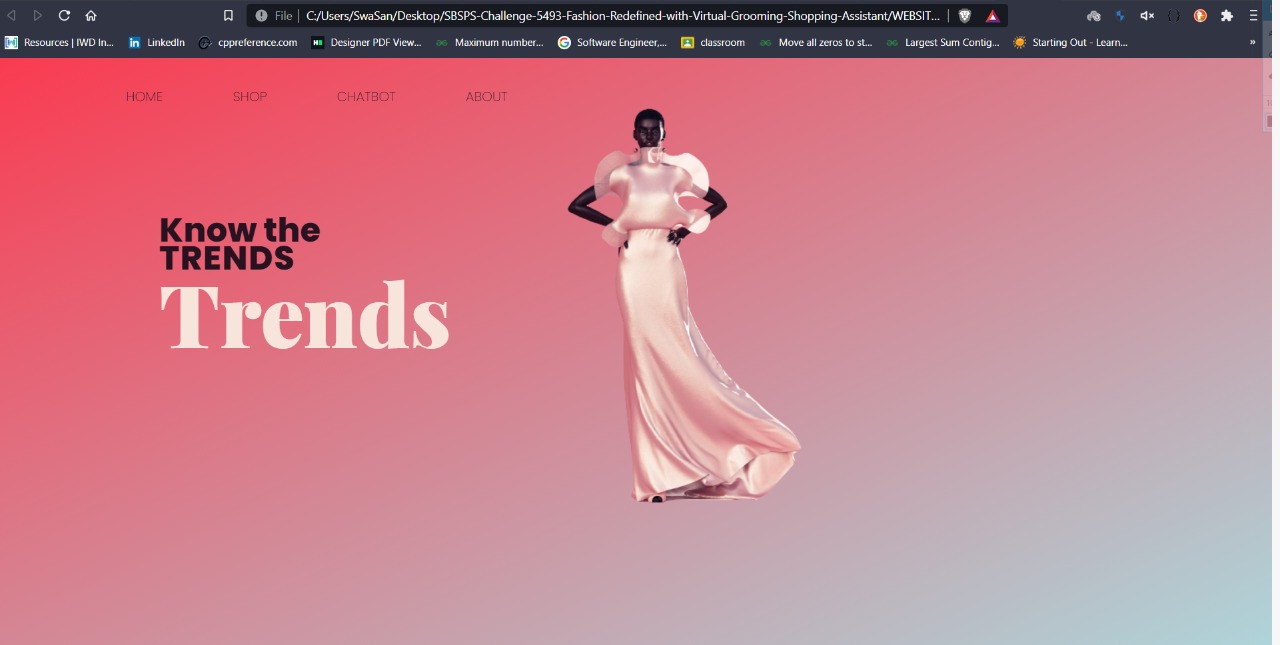 File C:/Users/SwaSan/Desktop/SBSPS-Challenge-5493-Fashion-Redefined-with-Virtual-Grooming-Shopping-Assistant/WEBSIT...
Resources | IWD In... LinkedIn cppreference.com Designer PDF View... Maximum number... Software Engineer,... classroom Move all zeros to st... Largest Sum Contig... Starting Out - Learn... »
HOME SHOP CHATBOT ABOUT
Know the
TRENDS
Trends